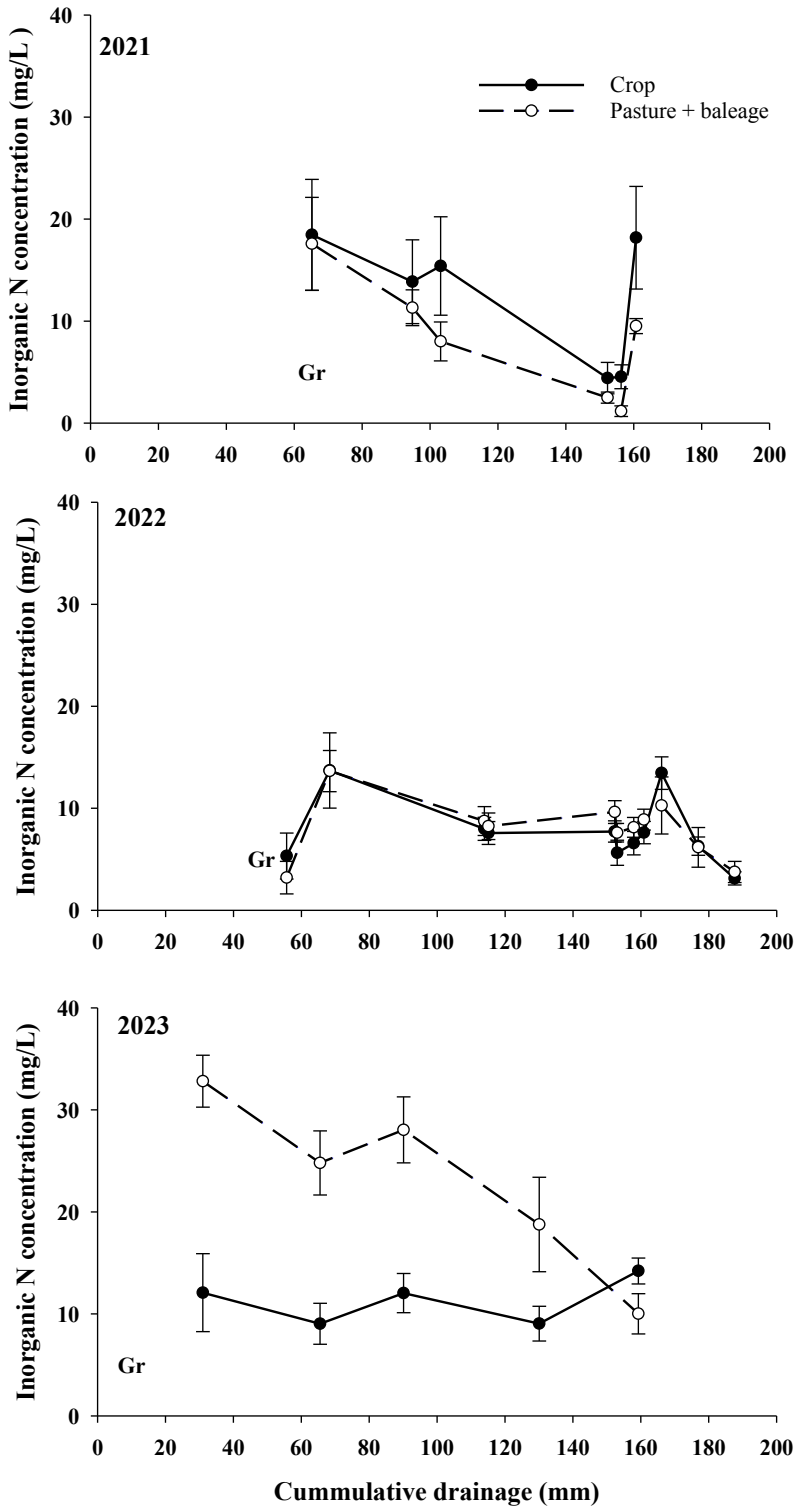 40
2021
Inorganic N concentration (mg/L )
Crop
Pasture + baleage
30
20
10
Gr
0
0 20 40 60 80 100 120 140 160 180 200
40
2022
Inorganic N concentration (mg/L)
30
20
10
Gr
0
0 20 40 60 80 100 120 140 160 180 200
40
2023
Inorganic N concentration (mg/L)
30
20
10
Gr
0
0 20 40 60 80 100 120 140 160 180 200
Cummulative drainage (mm)